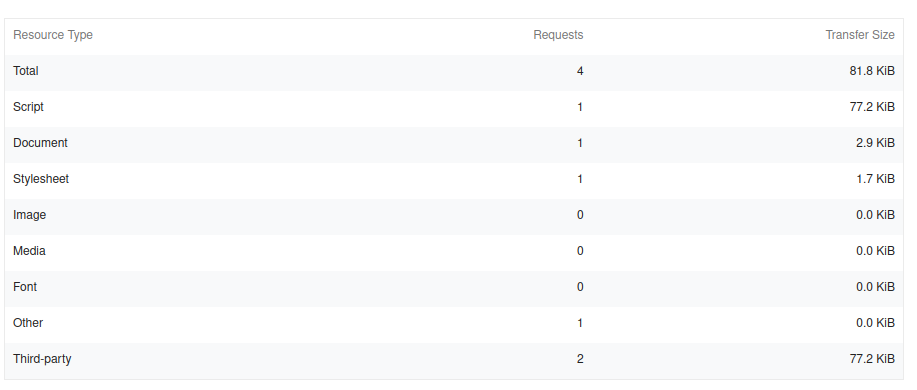 Resource Type Requests Transfer Size
Total 4 81.8 KiB
Script 1 77.2 KiB
Document 1 2.9 KiB
Stylesheet 1 1.7 KiB
Image 0 0.0 KiB
Media 0 0.0 KiB
Font 0 0.0 KiB
Other 1 0.0 KiB
Third-party 2 77.2 KiB